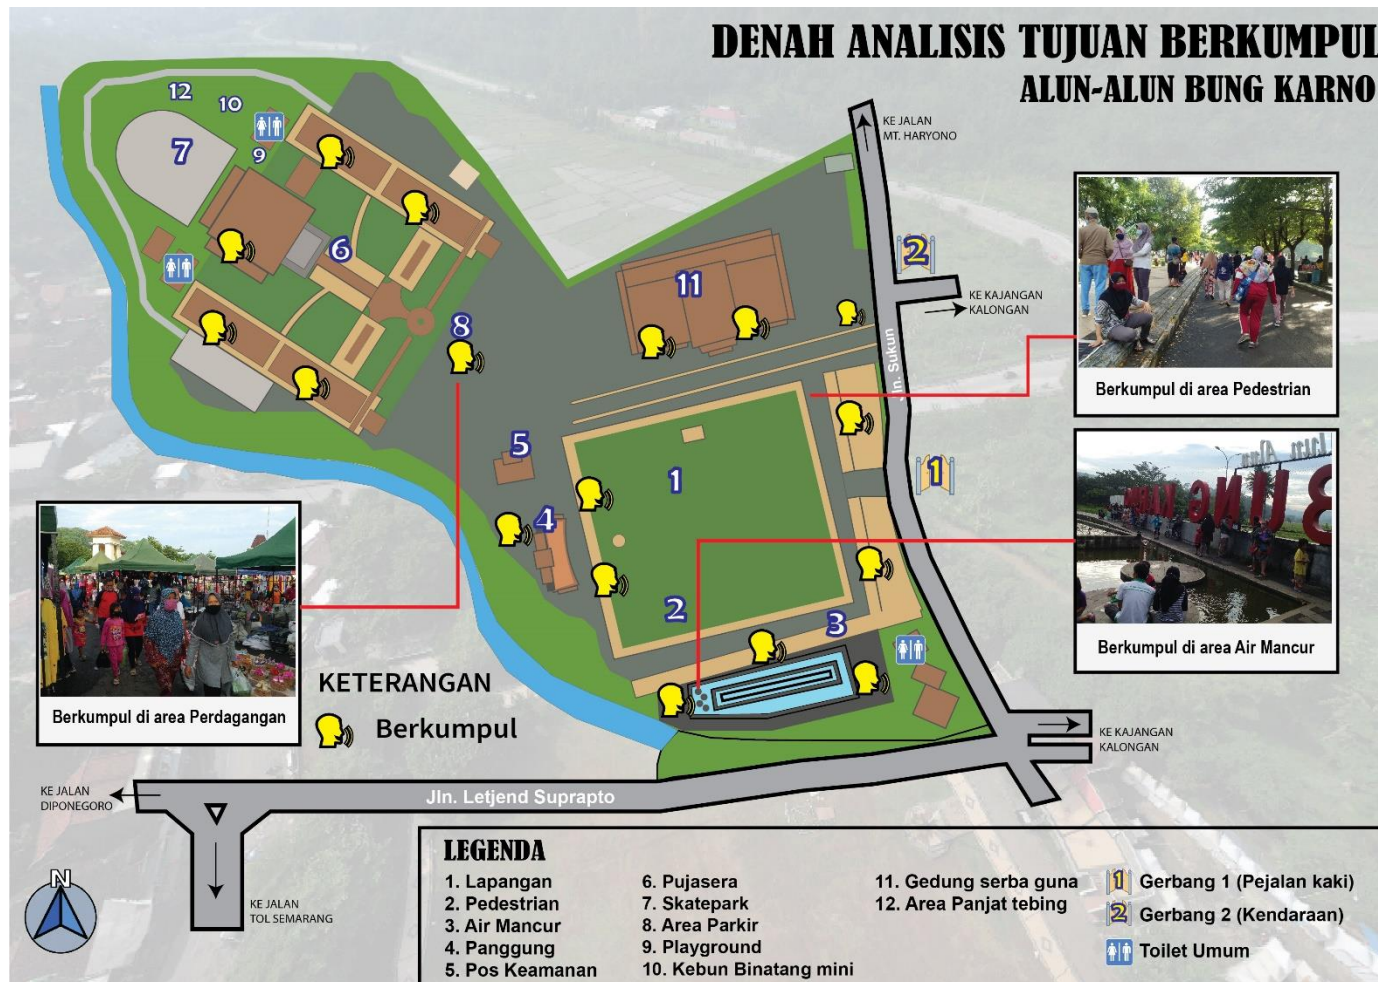 DENAH ANALISIS TUJUAN BERKUMPUL
ALUN-ALUN BUNG KARNO
KE JALAN
MT. HARYONO
12
10
7
9
6
8
11
2
KE KAJANGAN
KALONGAN
Jln. Sukun
Berkumpul di area Pedestrian
5
1
1
4
2
3
BUNG KARNO
Berkumpul di area Air Mancur
Berkumpul di area Perdagangan
KETERANGAN
Berkumpul
KE KAJANGAN
KALONGAN
KE JALAN
DIPONEGORO
Jln. Letjend Suprapto
KE JALAN
TOL SEMARANG
N
LEGENDA
1. Lapangan
2. Pedestrian
3. Air Mancur
4. Panggung
5. Pos Keamanan
6. Pujasera
7. Skatepark
8. Area Parkir
9. Playground
10. Kebun Binatang mini
11. Gedung serba guna
12. Area Panjat tebing
1 Gerbang 1 (Pejalan kaki)
2 Gerbang 2 (Kendaraan)
Toilet Umum